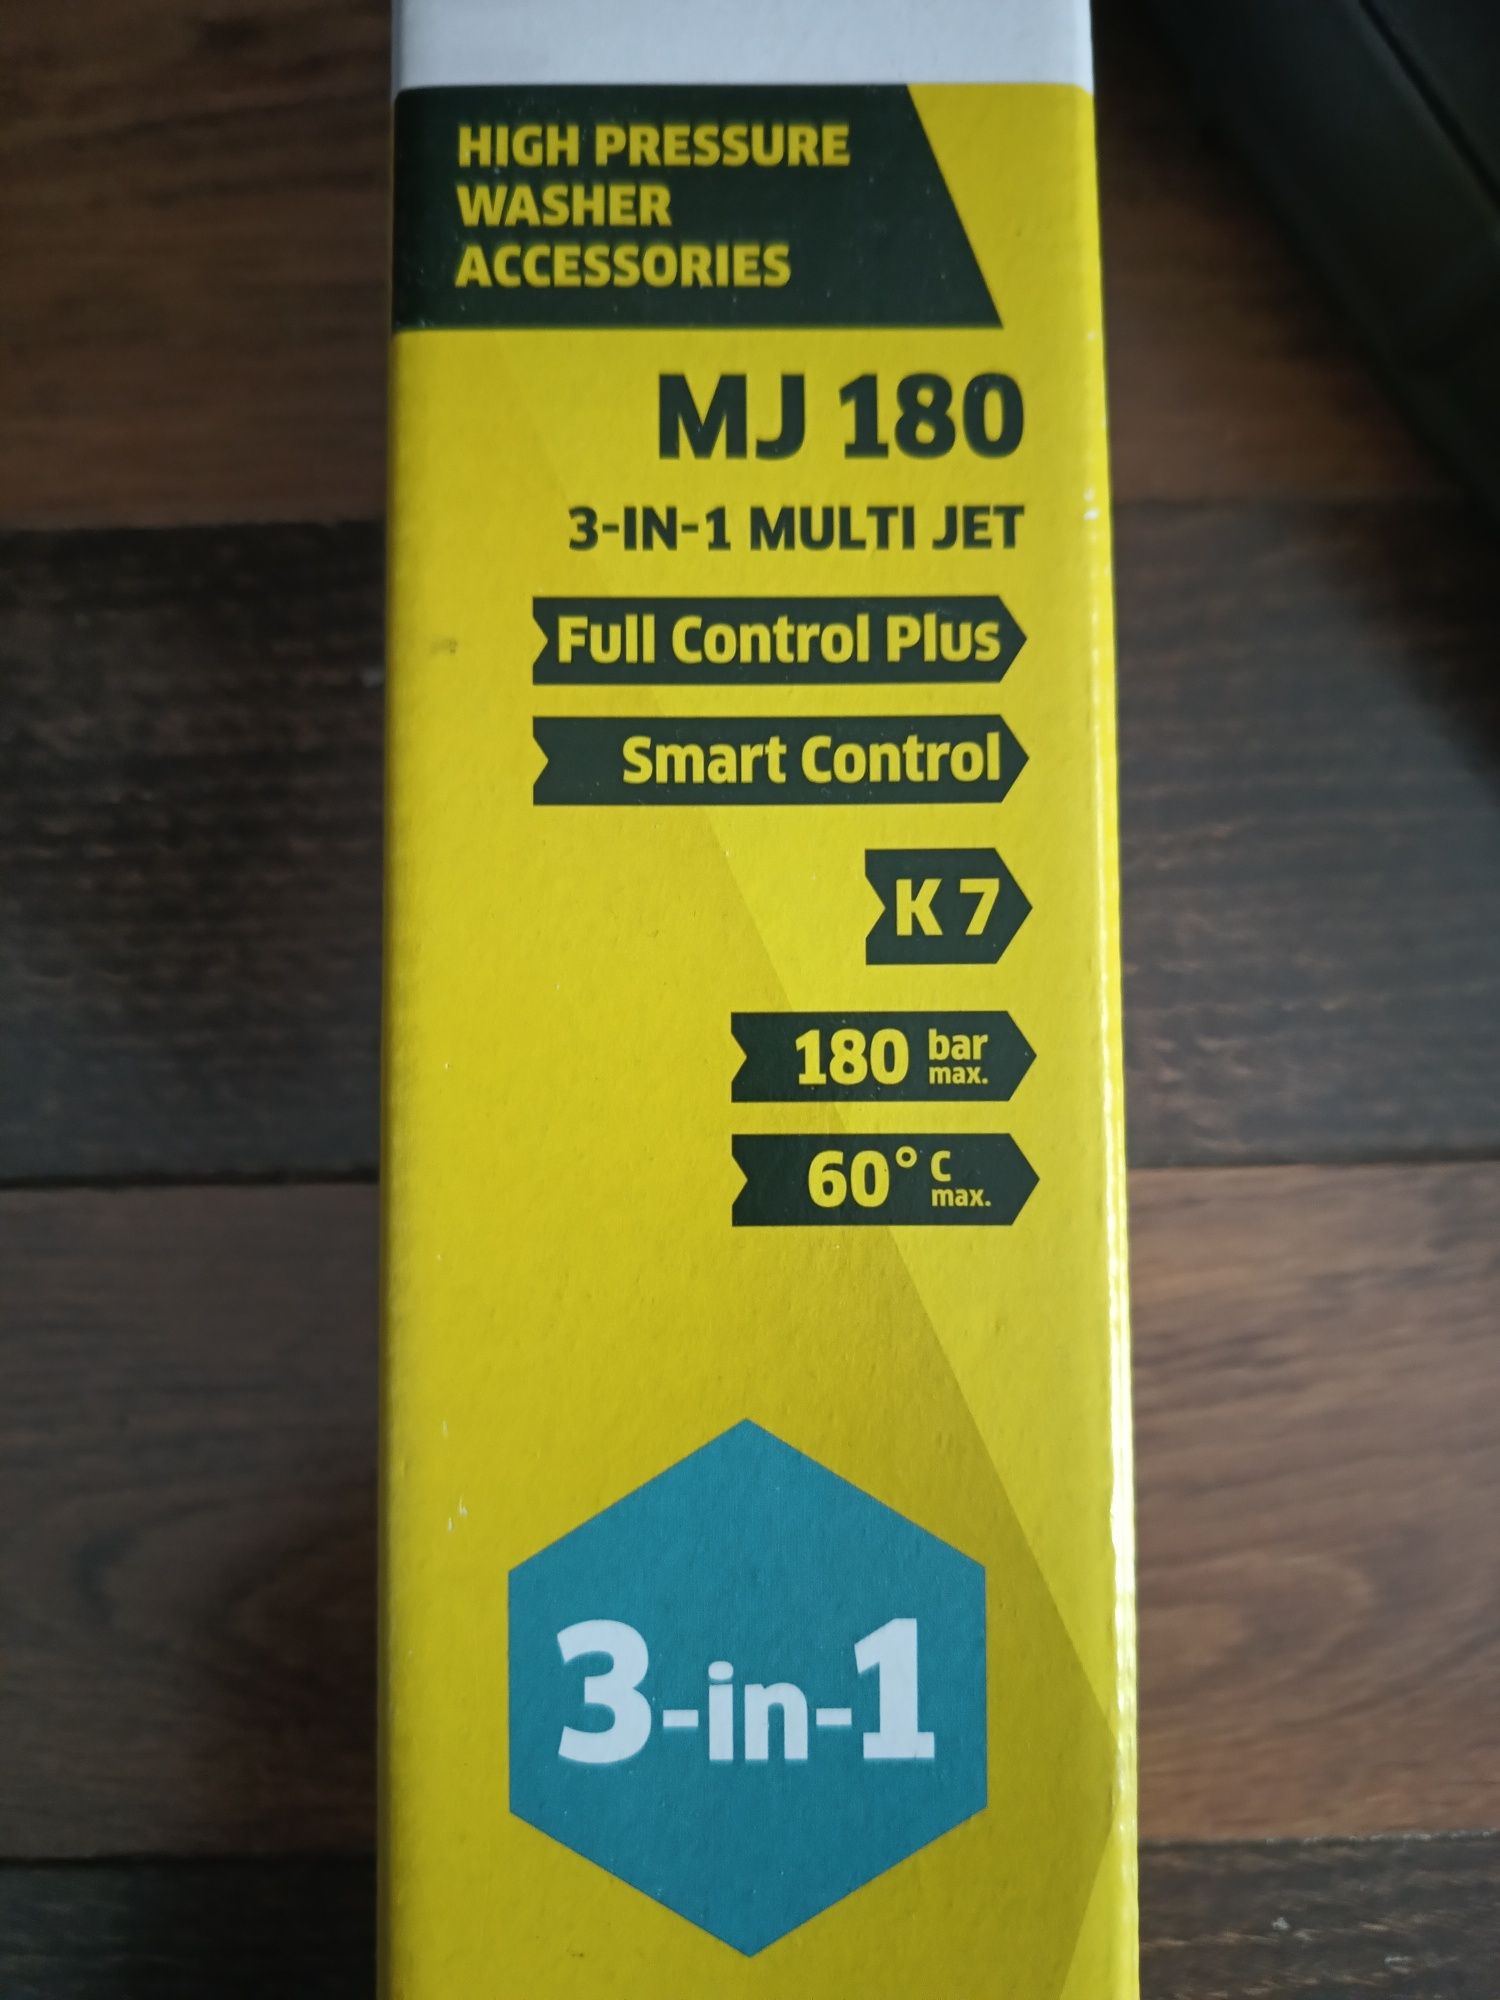 HIGH PRESSURE
WASHER
ACCESSORIES
MJ 180
3-IN-1 MULTI JET
Full Control Plus
Smart Control
K 7
180 bar max.
60° C max.
3-in-1